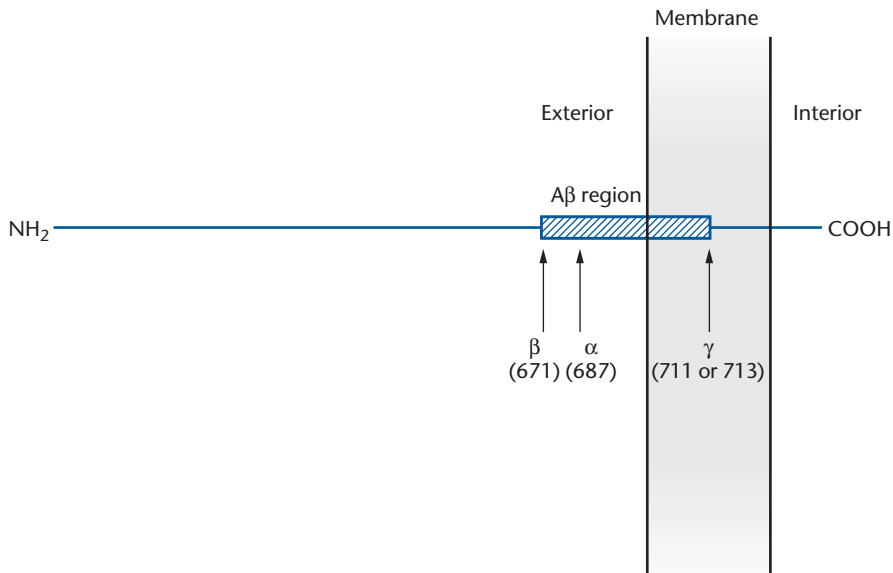 Membrane
Exterior
Interior
Aβ region
NH₂
COOH
β
α
γ
(671) (687)
(711 or 713)